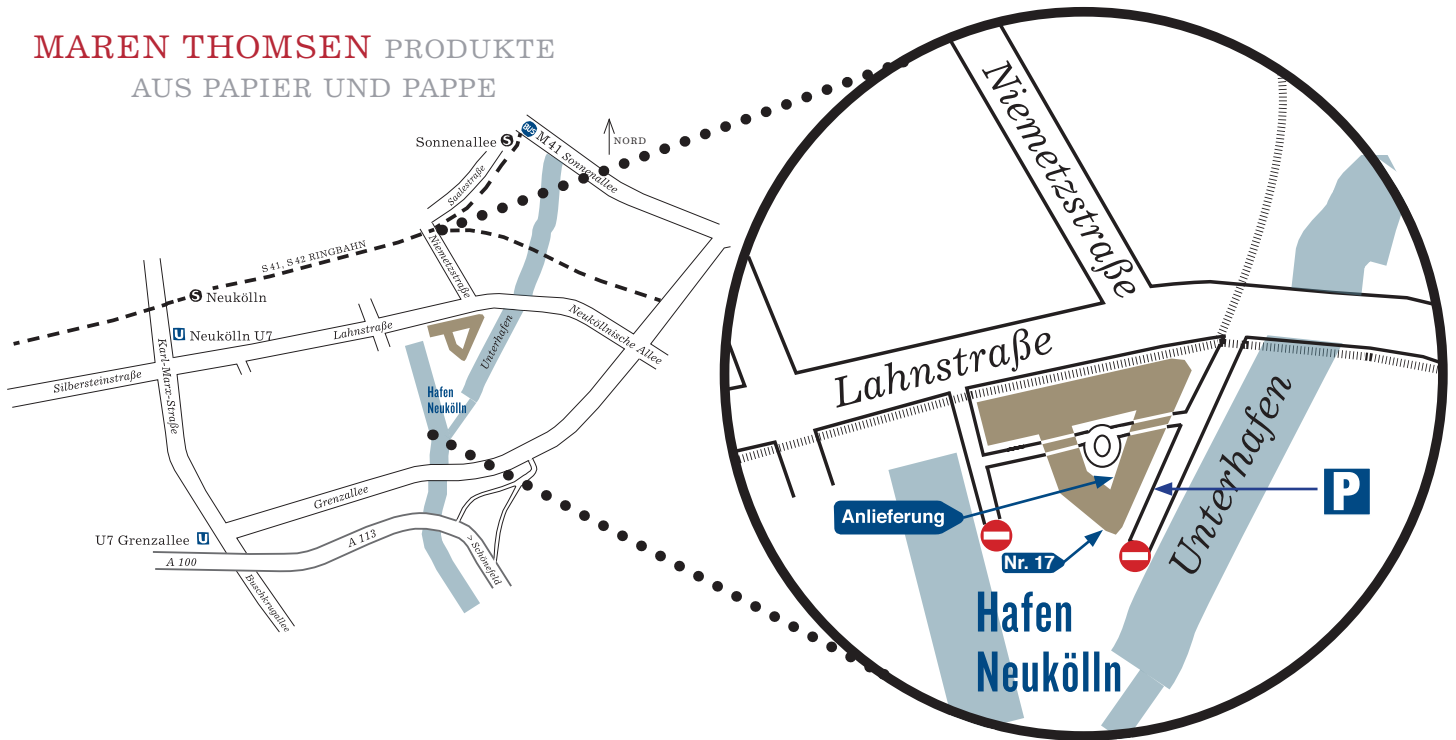 MAREN THOMSEN PRODUKTE
AUS PAPIER UND PAPPE
Sonnenallee S
BUS M 41 Sonnenallee
NORD
Saalestraße
S 41, S 42 RINGBAHN
Niemetzstraße
S Neukölln
U Neukölln U7
Lahnstraße
Neuköllnische Allee
Unterhafen
Karl-Marx-Straße
Silbersteinstraße
Hafen
Neukölln
Grenzallee
U7 Grenzallee U
A 113
A 100
> Schönefeld
Buschkrugallee
Niemetzstraße
Lahnstraße
Unterhafen
P
Anlieferung
Nr. 17
Hafen
Neukölln